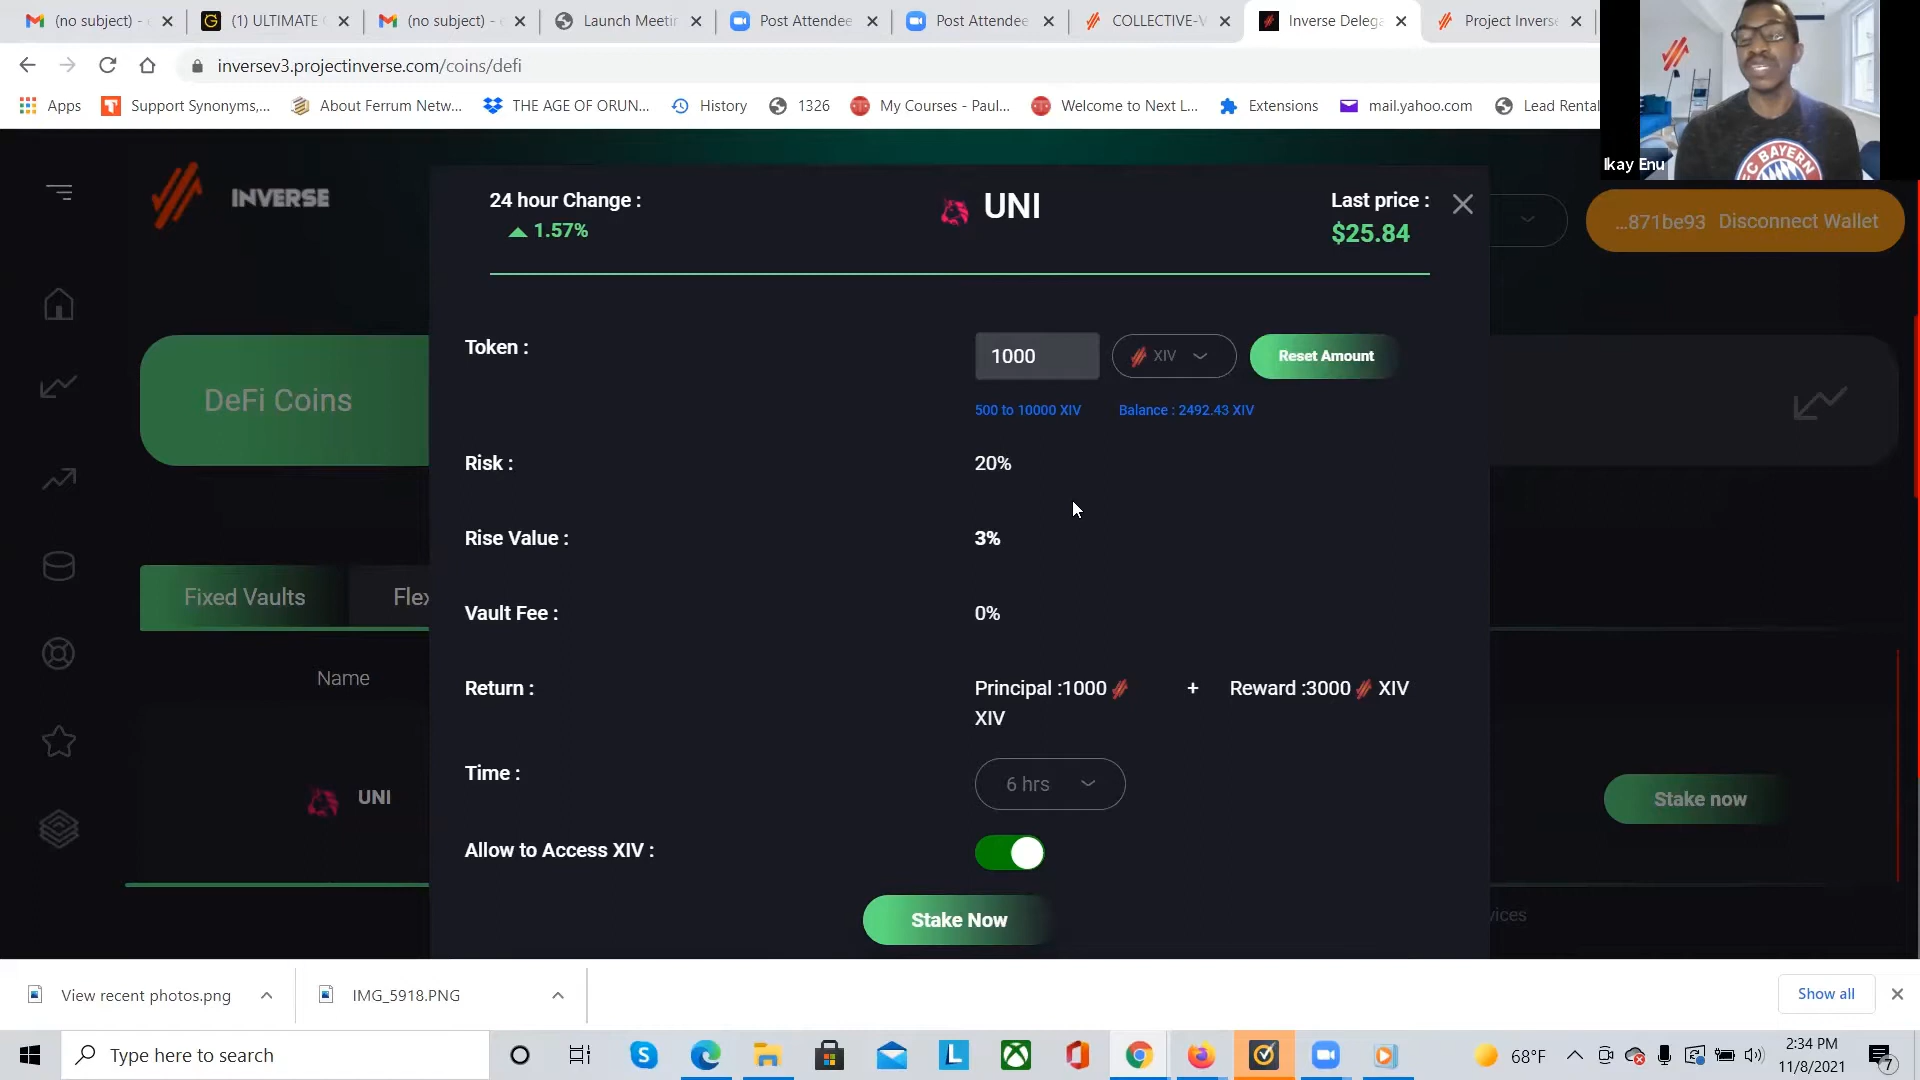 (no subject) -
(1) ULTIMATE
(no subject) -
Launch Meetin
Post Attendee
Post Attendee
COLLECTIVE-V
Inverse Delega
Project Inverse
inversev3.projectinverse.com/coins/defi
Apps
Support Synonyms,...
About Ferrum Netw...
THE AGE OF ORUN...
History
1326
My Courses - Paul...
Welcome to Next L...
Extensions
mail.yahoo.com
Lead Rental
FC BAYERN
Ikay Enu
INVERSE
24 hour Change :
1.57%
UNI
Last price :
$25.84
...871be93 Disconnect Wallet
DeFi Coins
Token :
1000
XIV
Reset Amount
500 to 10000 XIV
Balance : 2492.43 XIV
Risk :
20%
Rise Value :
3%
Fixed Vaults
Flex
Vault Fee :
0%
Name
Return :
Principal :1000
XIV
+
Reward :3000 XIV
Time :
6 hrs
UNI
Stake now
Allow to Access XIV :
Stake Now
vices
View recent photos.png
IMG_5918.PNG
Show all
Type here to search
68°F
2:34 PM
11/8/2021
7